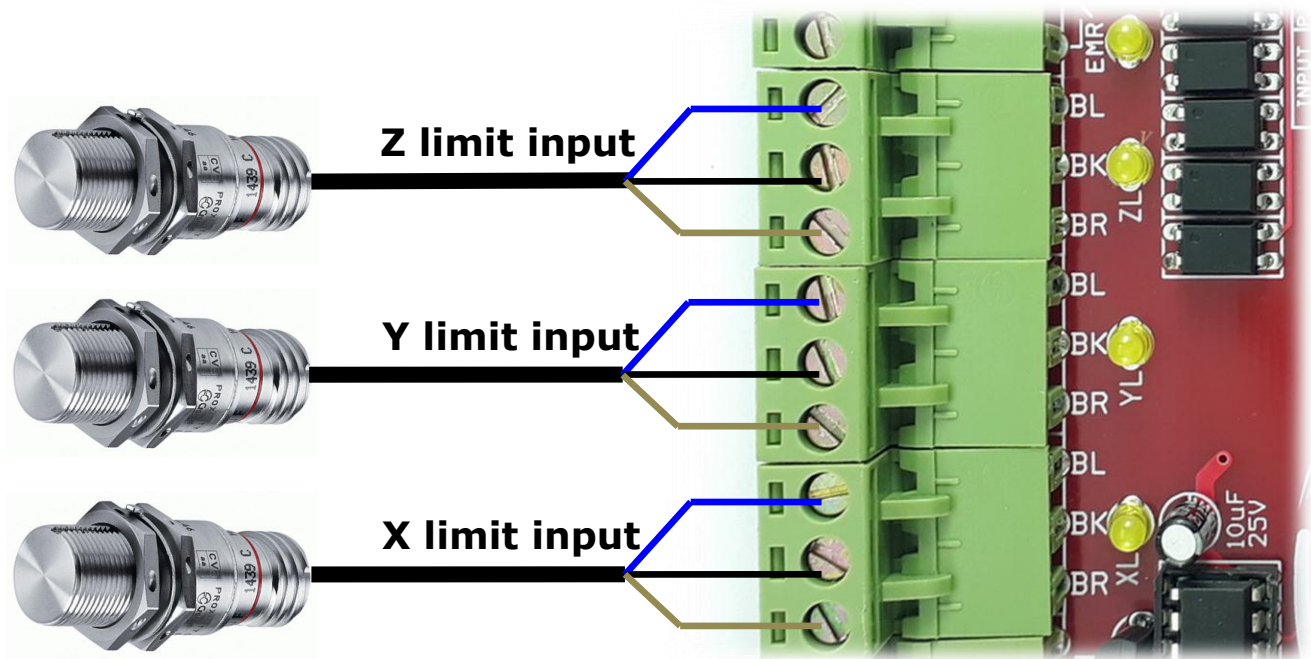 EMR
BL
Z limit input
BK
ZL
BR
1439 C
BL
Y limit input
BK
YL
BR
1439 C
BL
X limit input
BK
XL
BR
1439 C
10uF
25V
INPUT